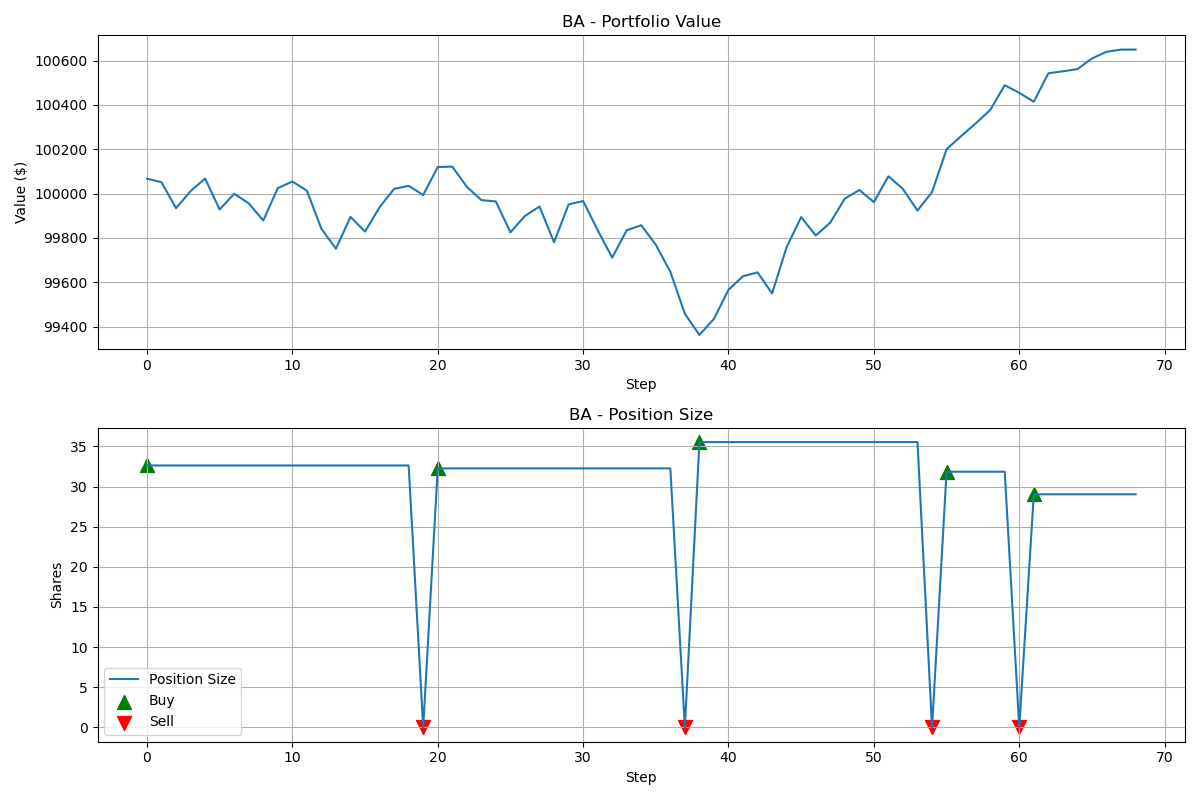 BA - Portfolio Value
Value ($)
100600
100400
100200
100000
99800
99600
99400
0 10 20 30 40 50 60 70
Step
BA - Position Size
Shares
35
30
25
20
15
10
5
0
Position Size
Buy
Sell
0 10 20 30 40 50 60 70
Step